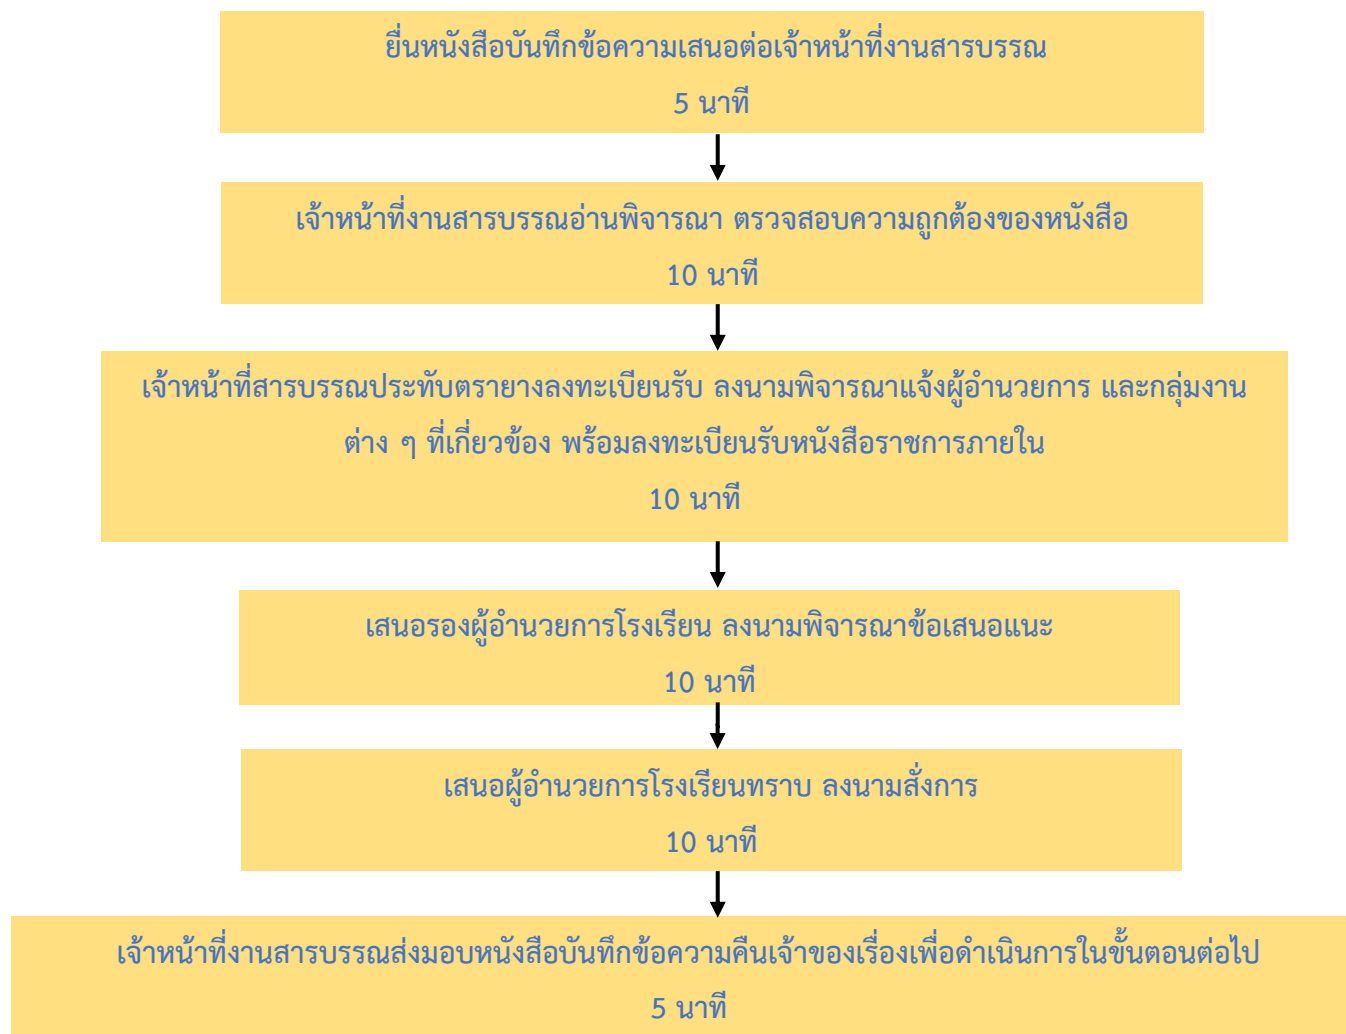 ยื่นหนังสือบันทึกข้อความเสนอต่อเจ้าหน้าที่งานสารบรรณ
5 นาที
เจ้าหน้าที่งานสารบรรณอ่านพิจารณา ตรวจสอบความถูกต้องของหนังสือ
10 นาที
เจ้าหน้าที่สารบรรณประทับตรายางลงทะเบียนรับ ลงนามพิจารณาแจ้งผู้อำนวยการ และกลุ่มงาน
ต่าง ๆ ที่เกี่ยวข้อง พร้อมลงทะเบียนรับหนังสือราชการภายใน
10 นาที
เสนอรองผู้อำนวยการโรงเรียน ลงนามพิจารณาข้อเสนอแนะ
10 นาที
เสนอผู้อำนวยการโรงเรียนทราบ ลงนามสั่งการ
10 นาที
เจ้าหน้าที่งานสารบรรณส่งมอบหนังสือบันทึกข้อความคืนเจ้าของเรื่องเพื่อดำเนินการในขั้นตอนต่อไป
5 นาที